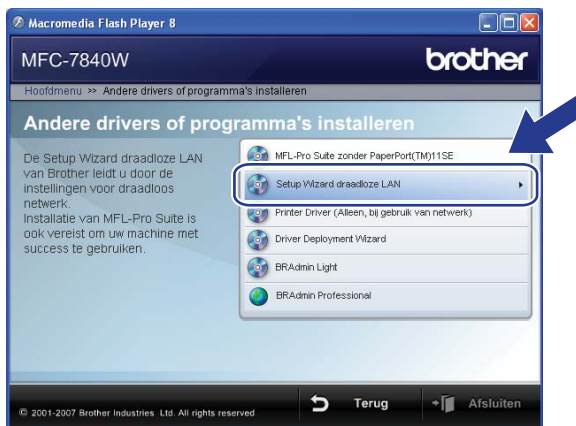 Macromedia Flash Player 8
MFC-7840W
brother
Hoofdmenu >> Andere drivers of programma's installeren
Andere drivers of programma's installeren
De Setup Wizard draadloze LAN
van Brother leidt u door de
instellingen voor draadloos
netwerk.
Installatie van MFL-Pro Suite is
ook vereist om uw machine met
success te gebruiken.
MFL-Pro Suite zonder PaperPort(TM)11SE
Setup Wizard draadloze LAN
Printer Driver (Alleen, bij gebruik van netwerk)
Driver Deployment Wizard
BRAdmin Light
BRAdmin Professional
© 2001-2007 Brother Industries Ltd. All rights reserved
Terug
Afsluiten